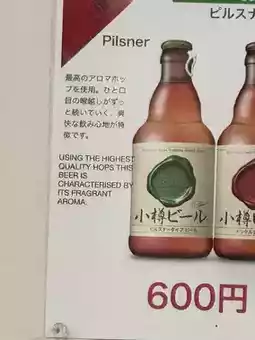 ピルスナ
Pilsner
最高のアロマホッ
プを使用。ひと口
目の喉越しがずっ
と続いていく、爽
快な飲み心地が特
徴です。
USING THE HIGHEST
QUALITY HOPS THIS
BEER IS
CHARACTERISED BY
ITS FRAGRANT
AROMA.
小樽ビール
小樽ビ
600円